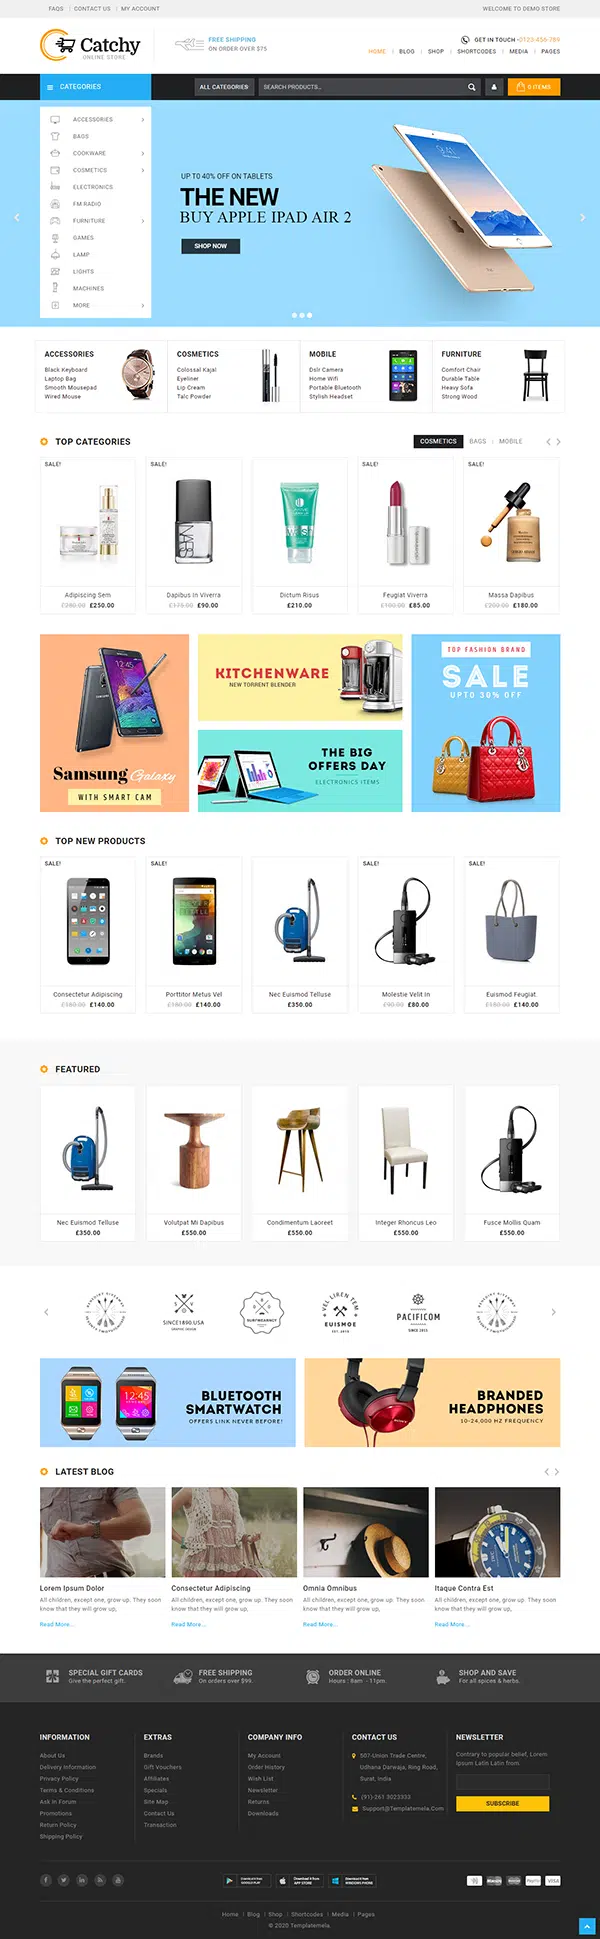 FAQS | CONTACT US | MY ACCOUNT
WELCOME TO DEMO STORE
Catchy
ONLINE STORE
FREE SHIPPING
ON ORDER OVER $75
GET IN TOUCH -0123-456-789
HOME | BLOG | SHOP | SHORTCODES | MEDIA | PAGES
CATEGORIES
ALL CATEGORIES
SEARCH PRODUCTS...
0 ITEMS
ACCESSORIES
BAGS
COOKWARE
COSMETICS
ELECTRONICS
FM RADIO
FURNITURE
GAMES
LAMP
LIGHTS
MACHINES
MORE
UP TO 40% OFF ON TABLETS
THE NEW
BUY APPLE IPAD AIR 2
SHOP NOW
ACCESSORIES
Black Keyboard
Laptop Bag
Smooth Mousepad
Wired Mouse
COSMETICS
Colossal Kajal
Eyeliner
Lip Cream
Talc Powder
MOBILE
Dslr Camera
Home Wifi
Portable Bluetooth
Stylish Headset
FURNITURE
Comfort Chair
Durable Table
Heavy Sofa
Strong Wood
TOP CATEGORIES
COSMETICS BAGS | MOBILE
SALE! SALE! SALE! SALE!
NARS
Adipiscing Sem
£260.00 £250.00
Dapibus In Viverra
£175.00 £90.00
Dictum Risus
£210.00
Feugiat Viverra
£100.00 £85.00
Massa Dapibus
£200.00 £180.00
Samsung Galaxy
WITH SMART CAM
KITCHENWARE
NEW TORRENT BLENDER
THE BIG
OFFERS DAY
ELECTRONICS ITEMS
TOP FASHION BRAND
SALE
UPTO 30% OFF
TOP NEW PRODUCTS
SALE! SALE! SALE! SALE!
Consectetur Adipiscing
£180.00 £140.00
Porttitor Metus Vel
£180.00 £140.00
Nec Euismod Telluse
£350.00
Molestie Velit In
£90.00 £80.00
Euismod Feugiat.
£180.00 £140.00
FEATURED
Nec Euismod Telluse
£350.00
Volutpat Mi Dapibus
£550.00
Condimentum Laoreet
£550.00
Integer Rhoncus Leo
£550.00
Fusce Mollis Quam
£550.00
SINCE1890.USA
GRAPHIC DESIGN
SURFWEARNCY
VEL LIREN TEM
EUISMOE
EST. 2015
PACIFICOM
SINCE 2015
BLUETOOTH
SMARTWATCH
OFFERS LINK NEVER BEFORE!
BRANDED
HEADPHONES
10-24,000 HZ FREQUENCY
LATEST BLOG
Lorem Ipsum Dolor
All children, except one, grow up. They soon
know that they will grow up,
Read More...
Consectetur Adipiscing
All children, except one, grow up. They soon
know that they will grow up,
Read More...
Omnia Omnibus
All children, except one, grow up. They soon
know that they will grow up,
Read More...
Itaque Contra Est
All children, except one, grow up. They soon
know that they will grow up,
Read More...
SPECIAL GIFT CARDS
Give the perfect gift.
FREE SHIPPING
On orders over $99.
ORDER ONLINE
Hours : 8am - 11pm.
SHOP AND SAVE
For all spices & herbs.
INFORMATION
About Us
Delivery Information
Privacy Policy
Terms & Conditions
Ask In Forum
Promotions
Return Policy
Shipping Policy
EXTRAS
Brands
Gift Vouchers
Affiliates
Specials
Site Map
Contact Us
Transaction
COMPANY INFO
My Account
Order History
Wish List
Newsletter
Returns
Downloads
CONTACT US
507-Union Trade Centre,
Udhana Darwaja, Ring Road,
Surat, India
(91)-261 3023333
Support@Templatemela.Com
NEWSLETTER
Contrary to popular belief, Lorem
Ipsum Latin Latin from.
SUBSCRIBE
Download it from
GOOGLE PLAY
Download it from
APP STORE
Download it from
WINDOWS PHONE
PayPal
VISA
Home | Blog | Shop | Shortcodes | Media | Pages
© 2020 Templatemela.